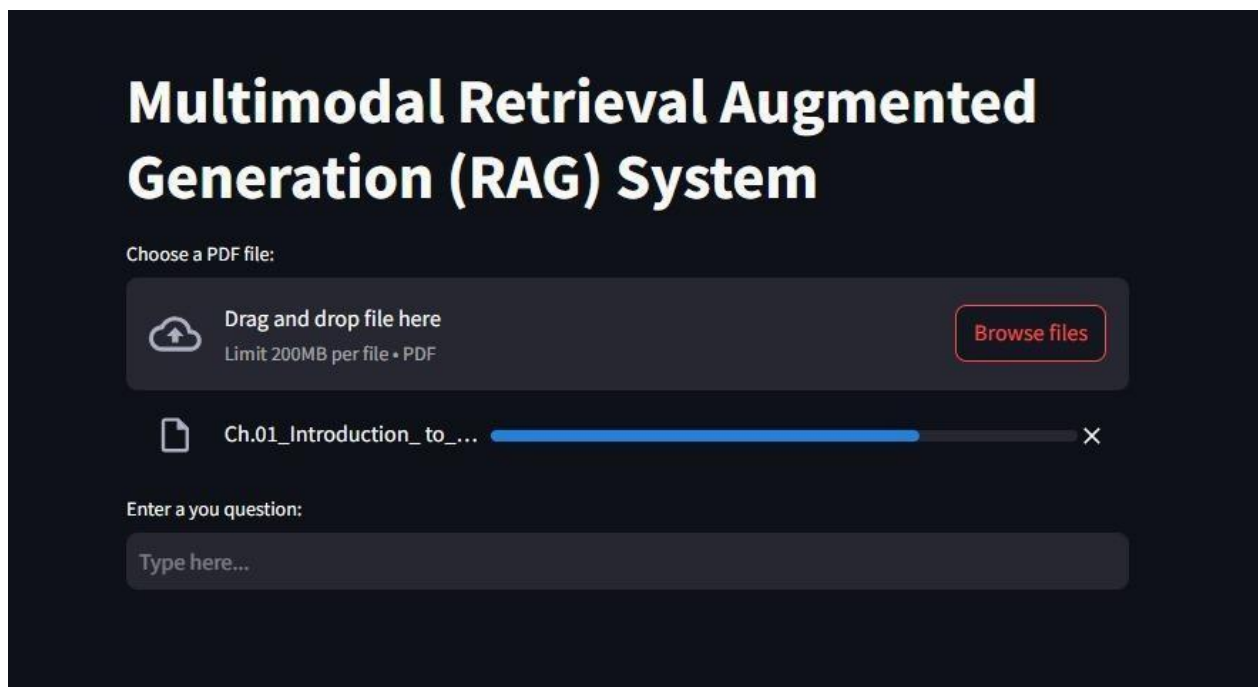 Multimodal Retrieval Augmented
Generation (RAG) System
Choose a PDF file:
Drag and drop file here
Limit 200MB per file • PDF
Browse files
Ch.01_Introduction_ to_...
Enter a you question:
Type here...